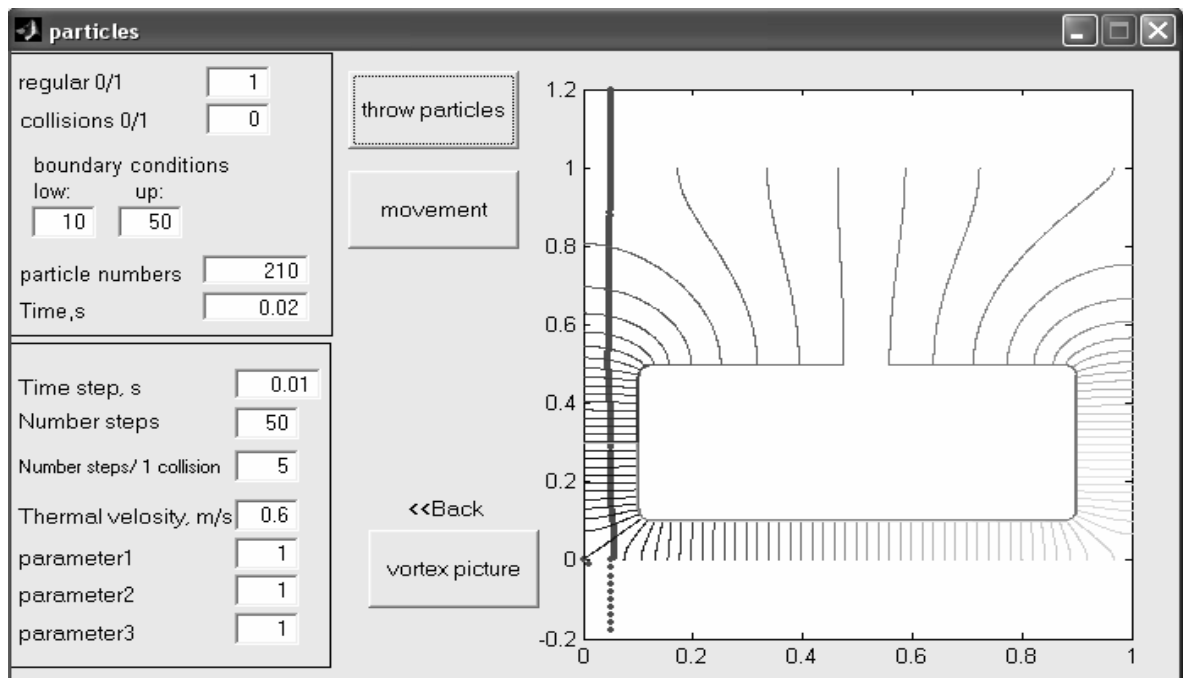 particles
regular 0/1 1
collisions 0/1 0
boundary conditions
low: up:
10 50
particle numbers 210
Time,s 0.02
Time step, s 0.01
Number steps 50
Number steps/ 1 collision 5
Thermal velosity, m/s 0.6
parameter1 1
parameter2 1
parameter3 1
throw particles
movement
<<Back
vortex picture
1.2
1
0.8
0.6
0.4
0.2
0
-0.2
0 0.2 0.4 0.6 0.8 1